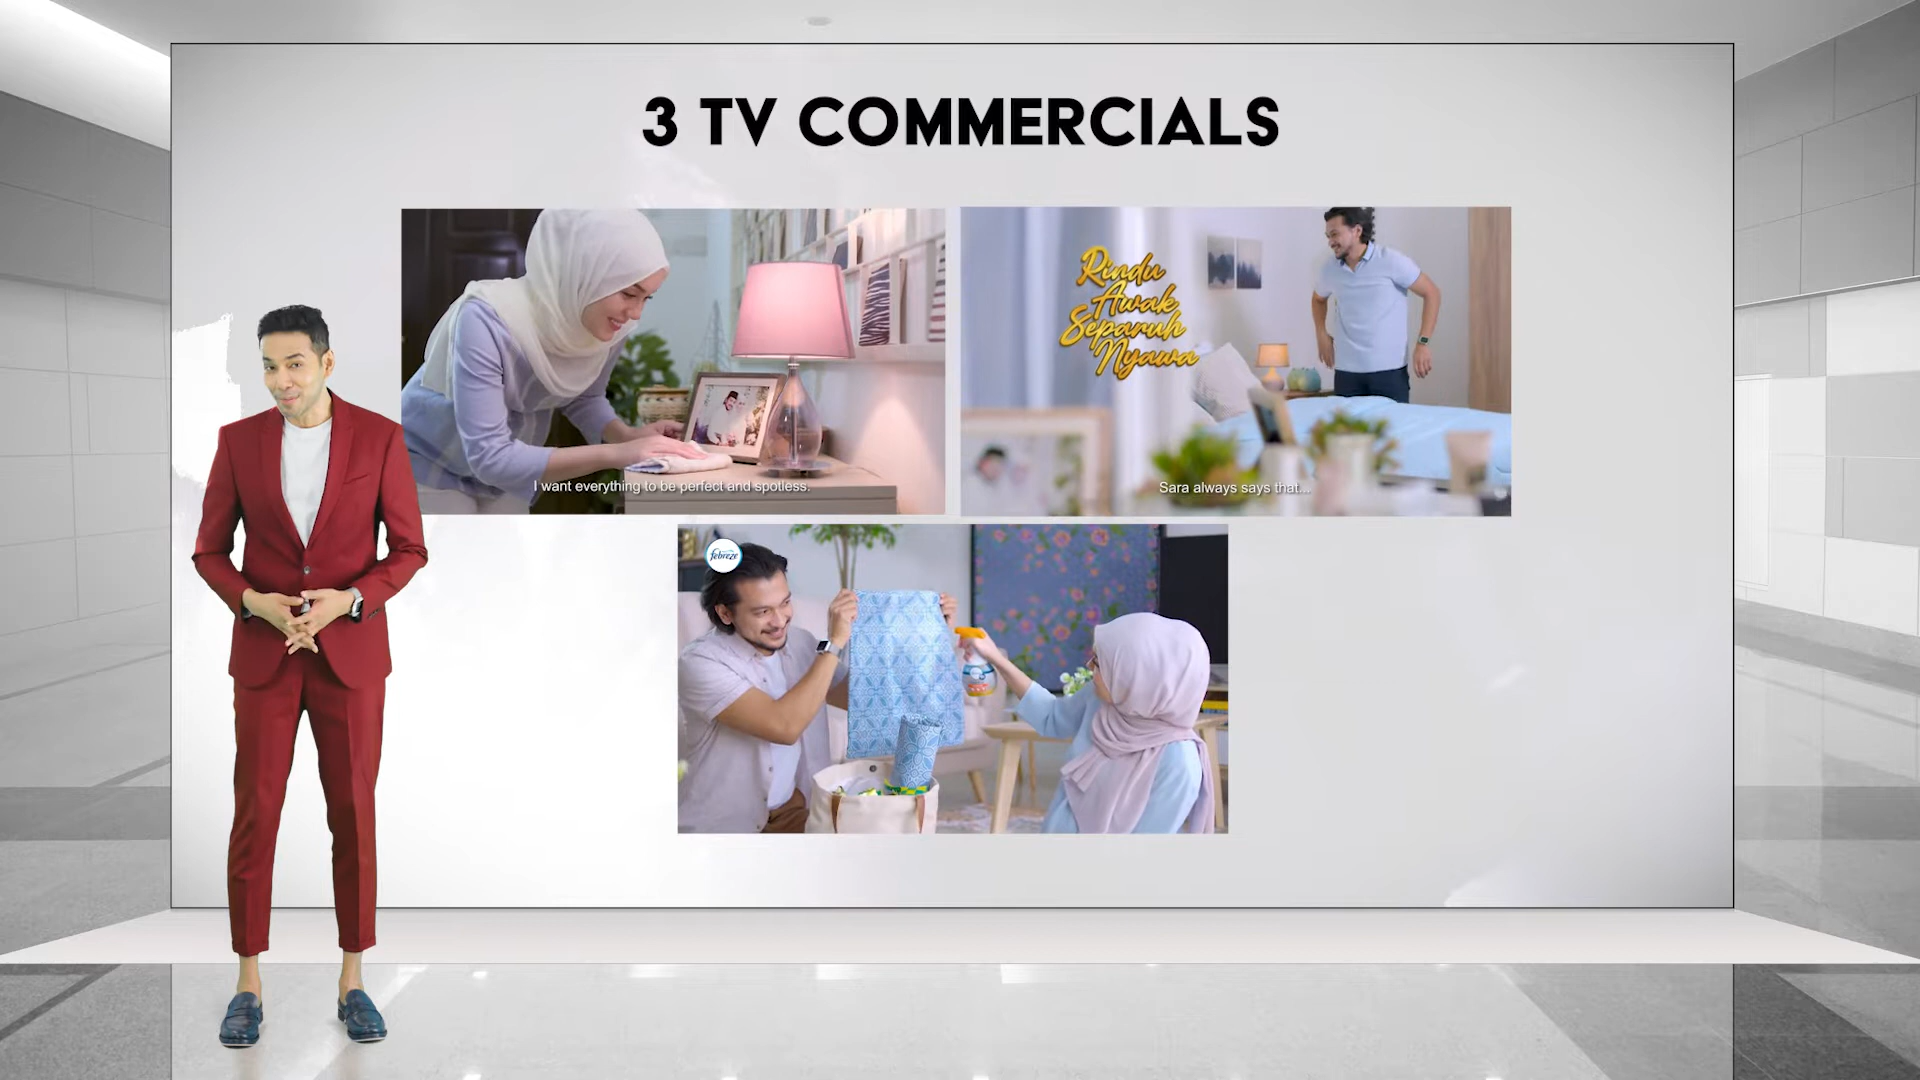 3 TV COMMERCIALS
Rindu
Awak
Separuh
Nyawa
I want everything to be perfect and spotless.
Sara always says that...
febreze